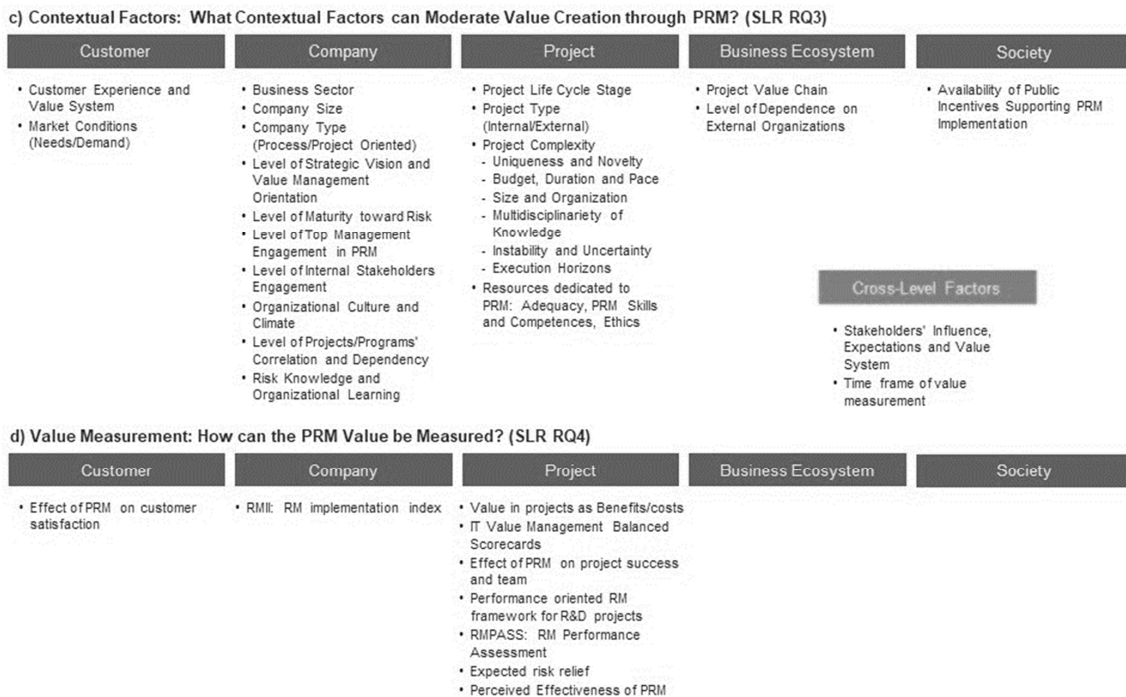 c) Contextual Factors: What Contextual Factors can Moderate Value Creation through PRM? (SLR RQ3)
Customer
• Customer Experience and
Value System
• Market Conditions
(Needs/Demand)
Company
• Business Sector
• Company Size
• Company Type
(Process/Project Oriented)
• Level of Strategic Vision and
Value Management
Orientation
• Level of Maturity toward Risk
• Level of Top Management
Engagement in PRM
• Level of Internal Stakeholders
Engagement
• Organizational Culture and
Climate
• Level of Projects/Programs'
Correlation and Dependency
• Risk Knowledge and
Organizational Learning
Project
• Project Life Cycle Stage
• Project Type
(Internal/External)
• Project Complexity
- Uniqueness and Novelty
- Budget, Duration and Pace
- Size and Organization
- Multidisciplinariety of
Knowledge
- Instability and Uncertainty
- Execution Horizons
• Resources dedicated to
PRM: Adequacy, PRM Skills
and Competences, Ethics
Business Ecosystem
• Project Value Chain
• Level of Dependence on
External Organizations
Society
• Availability of Public
Incentives Supporting PRM
Implementation
Cross-Level Factors
• Stakeholders' Influence,
Expectations and Value
System
• Time frame of value
measurement
d) Value Measurement: How can the PRM Value be Measured? (SLR RQ4)
Customer
• Effect of PRM on customer
satisfaction
Company
• RMII: RM implementation index
Project
• Value in projects as Benefits/costs
• IT Value Management Balanced
Scorecards
• Effect of PRM on project success
and team
• Performance oriented RM
framework for R&D projects
• RMPASS: RM Performance
Assessment
• Expected risk relief
• Perceived Effectiveness of PRM
Business Ecosystem
Society